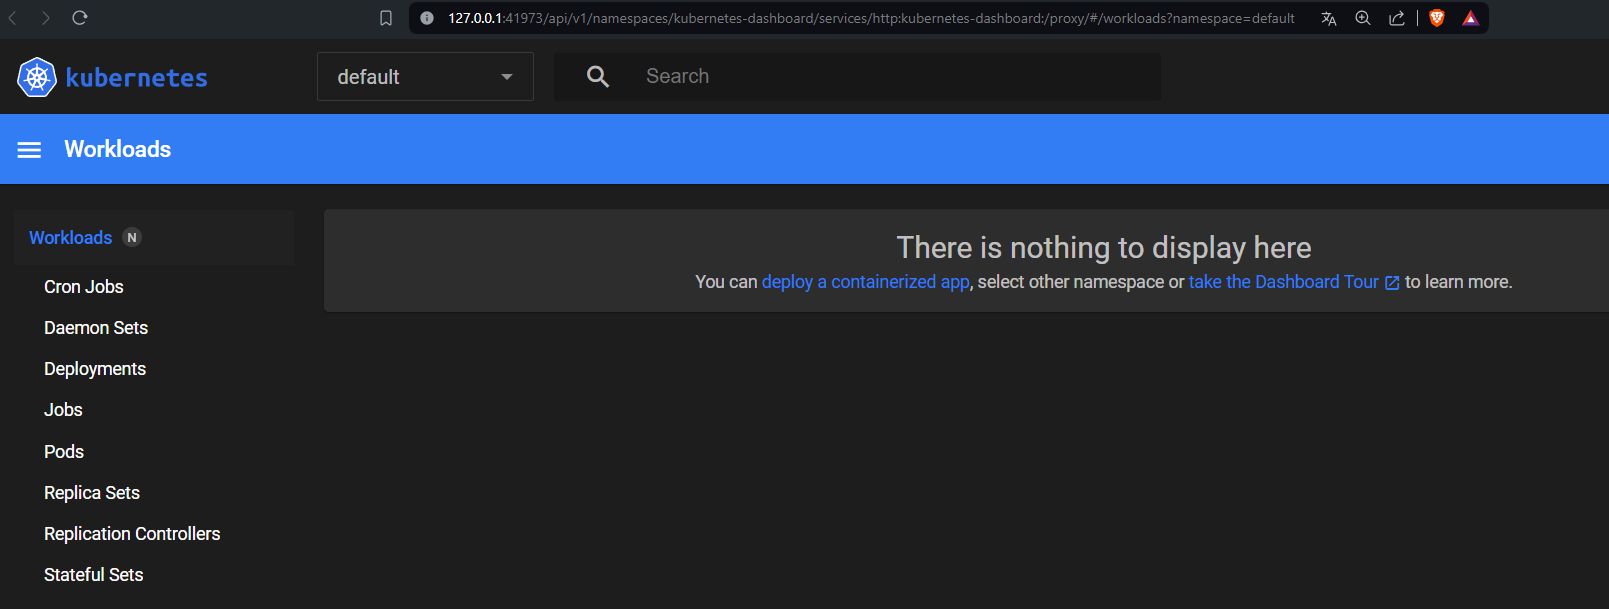 127.0.0.1:41973/api/v1/namespaces/kubernetes-dashboard/services/http:kubernetes-dashboard:/proxy/#/workloads?namespace=default
kubernetes
default
Search
Workloads
Workloads N
There is nothing to display here
You can deploy a containerized app, select other namespace or take the Dashboard Tour to learn more.
Cron Jobs
Daemon Sets
Deployments
Jobs
Pods
Replica Sets
Replication Controllers
Stateful Sets